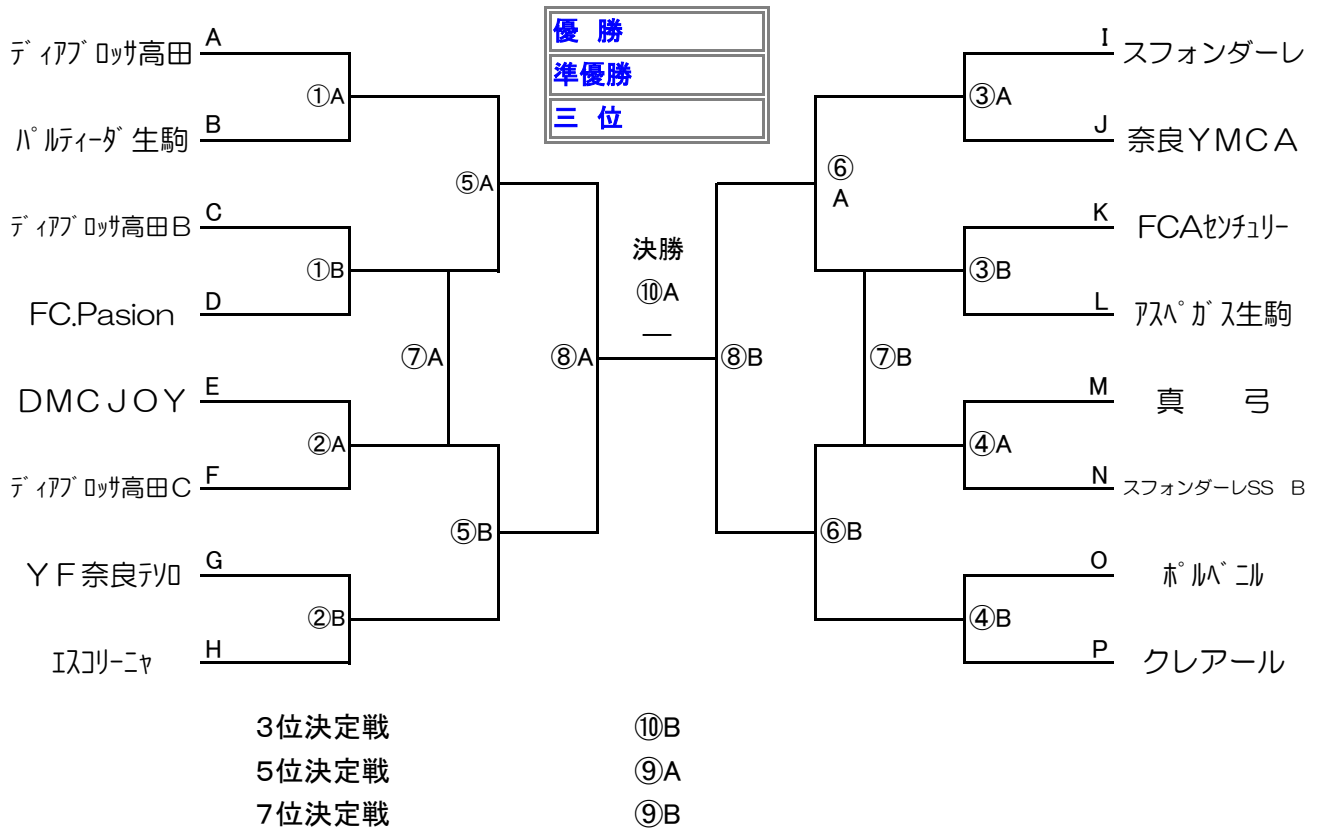 優 勝
準優勝
三 位
ディアブロッサ高田 A
①A
パルティーダ生駒 B
⑤A
ディアブロッサ高田B C
①B
FC.Pasion D
⑦A
⑧A
DMCJOY E
②A
ディアブロッサ高田C F
⑤B
YF奈良テソロ G
②B
エスコリーニャ H
決勝
⑩A
―
I スフォンダーレ
③A
J 奈良YMCA
⑥
A
K FCAセンチュリー
③B
L アスペガス生駒
⑧B
⑦B
M 真 弓
④A
N スフォンダーレSS B
⑥B
O ポルベニル
④B
P クレアール
3位決定戦 ⑩B
5位決定戦 ⑨A
7位決定戦 ⑨B